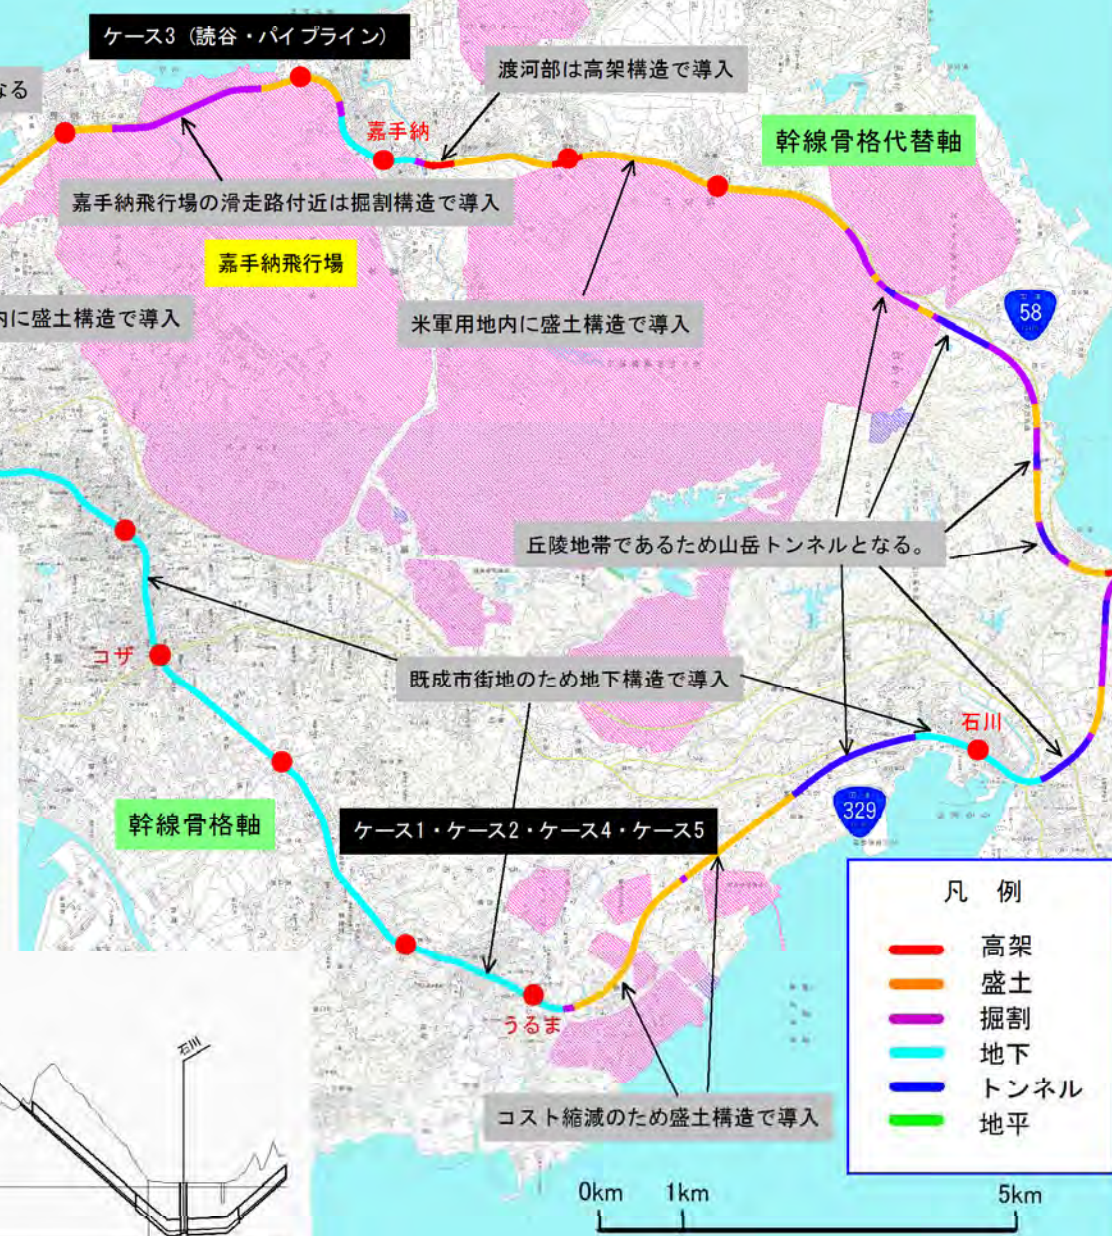 ケース3（読谷・パイプライン）
渡河部は高架構造で導入
なる
嘉手納
幹線骨格代替軸
嘉手納飛行場の滑走路付近は掘割構造で導入
嘉手納飛行場
内に盛土構造で導入
米軍用地内に盛土構造で導入
58
丘陵地帯であるため山岳トンネルとなる。
コザ
既成市街地のため地下構造で導入
石川
幹線骨格軸
ケース1・ケース2・ケース4・ケース5
329
うるま
コスト縮減のため盛土構造で導入
凡 例
高架
盛土
掘割
地下
トンネル
地平
石川
0km 1km 5km